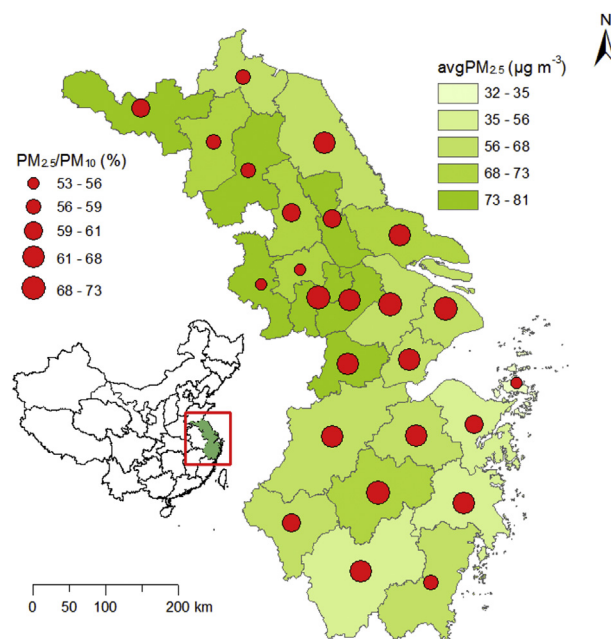 N
avgPM2.5 (μg m-3)
32 - 35
35 - 56
56 - 68
68 - 73
73 - 81
PM2.5/PM10 (%)
53 - 56
56 - 59
59 - 61
61 - 68
68 - 73
0 50 100 200 km